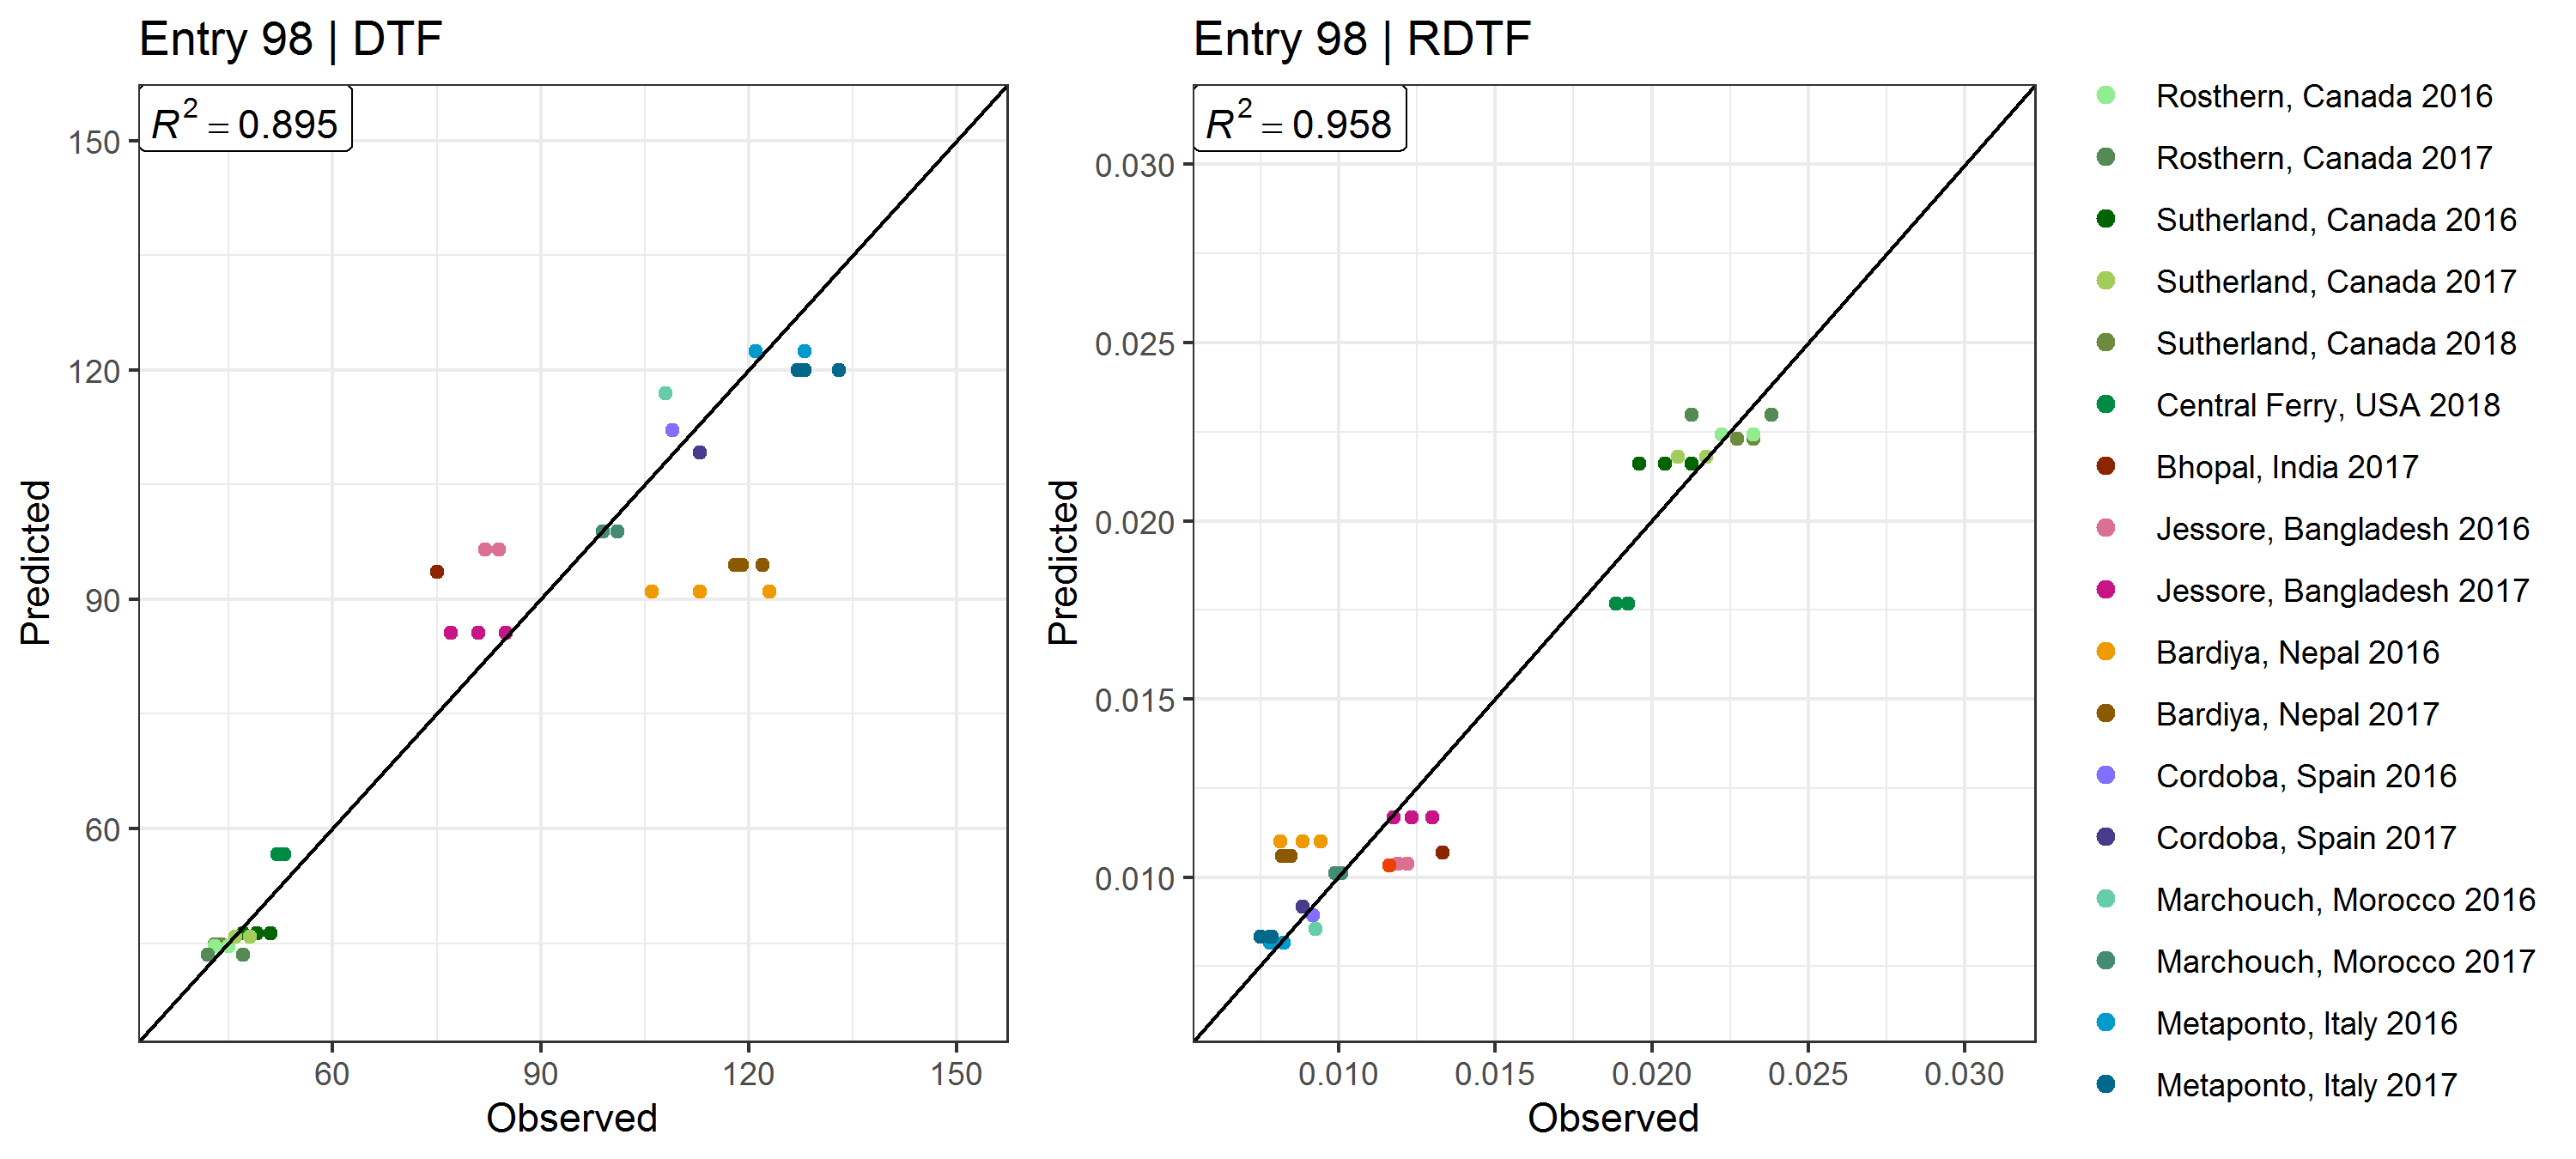 Entry 98 | DTF
R² = 0.895
150
120
90
60
Predicted
60 90 120 150
Observed
Entry 98 | RDTF
R² = 0.958
0.030
0.025
0.020
0.015
0.010
Predicted
0.010 0.015 0.020 0.025 0.030
Observed
Rosthern, Canada 2016
Rosthern, Canada 2017
Sutherland, Canada 2016
Sutherland, Canada 2017
Sutherland, Canada 2018
Central Ferry, USA 2018
Bhopal, India 2017
Jessore, Bangladesh 2016
Jessore, Bangladesh 2017
Bardiya, Nepal 2016
Bardiya, Nepal 2017
Cordoba, Spain 2016
Cordoba, Spain 2017
Marchouch, Morocco 2016
Marchouch, Morocco 2017
Metaponto, Italy 2016
Metaponto, Italy 2017